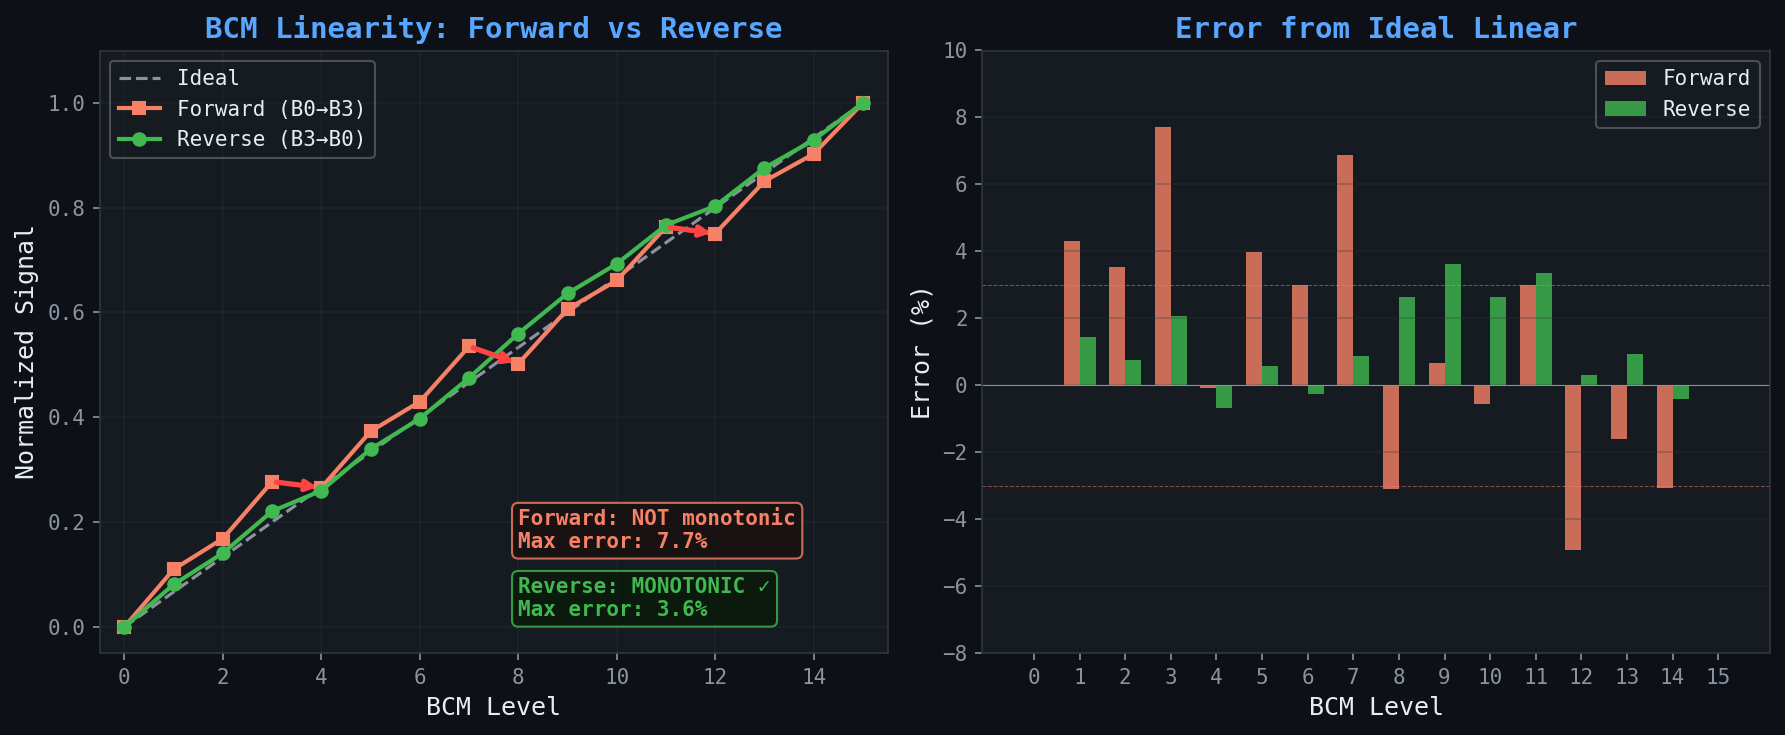 BCM Linearity: Forward vs Reverse
Ideal
Forward (B0→B3)
Reverse (B3→B0)
Normalized Signal
1.0
0.8
0.6
0.4
0.2
0.0
Forward: NOT monotonic
Max error: 7.7%
Reverse: MONOTONIC ✓
Max error: 3.6%
0 2 4 6 8 10 12 14
BCM Level
Error from Ideal Linear
Forward
Reverse
Error (%)
10
8
6
4
2
0
−2
−4
−6
−8
0 1 2 3 4 5 6 7 8 9 10 11 12 13 14 15
BCM Level